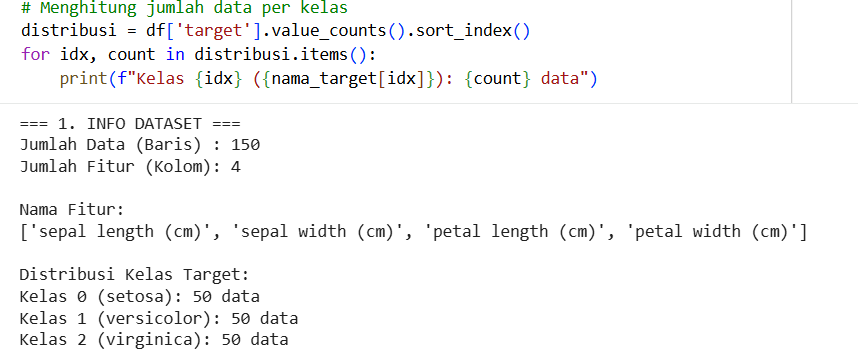 # Menghitung jumlah data per kelas
distribusi = df['target'].value_counts().sort_index()
for idx, count in distribusi.items():
    print(f"Kelas {idx} ({nama_target[idx]}): {count} data")
=== 1. INFO DATASET ===
Jumlah Data (Baris) : 150
Jumlah Fitur (Kolom): 4
Nama Fitur:
['sepal length (cm)', 'sepal width (cm)', 'petal length (cm)', 'petal width (cm)']
Distribusi Kelas Target:
Kelas 0 (setosa): 50 data
Kelas 1 (versicolor): 50 data
Kelas 2 (virginica): 50 data